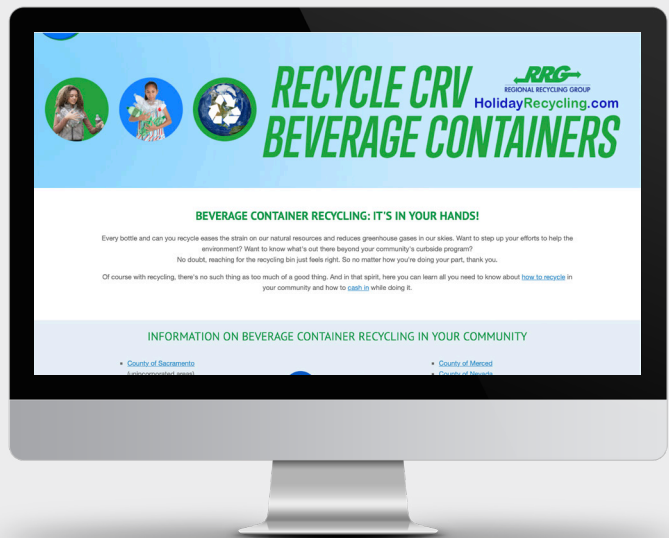 RECYCLE CRV
BEVERAGE CONTAINERS
RRG
REGIONAL RECYCLING GROUP
HolidayRecycling.com
BEVERAGE CONTAINER RECYCLING: IT'S IN YOUR HANDS!
Every bottle and can you recycle eases the strain on our natural resources and reduces greenhouse gases in our skies. Want to step up your efforts to help the
environment? Want to know what's out there beyond your community's curbside program?
No doubt, reaching for the recycling bin just feels right. So no matter how you're doing your part, thank you.
Of course with recycling, there's no such thing as too much of a good thing. And in that spirit, here you can learn all you need to know about how to recycle in
your community and how to cash in while doing it.
INFORMATION ON BEVERAGE CONTAINER RECYCLING IN YOUR COMMUNITY
• County of Sacramento
(unincorporated areas)
• County of Merced
• County of Nevada